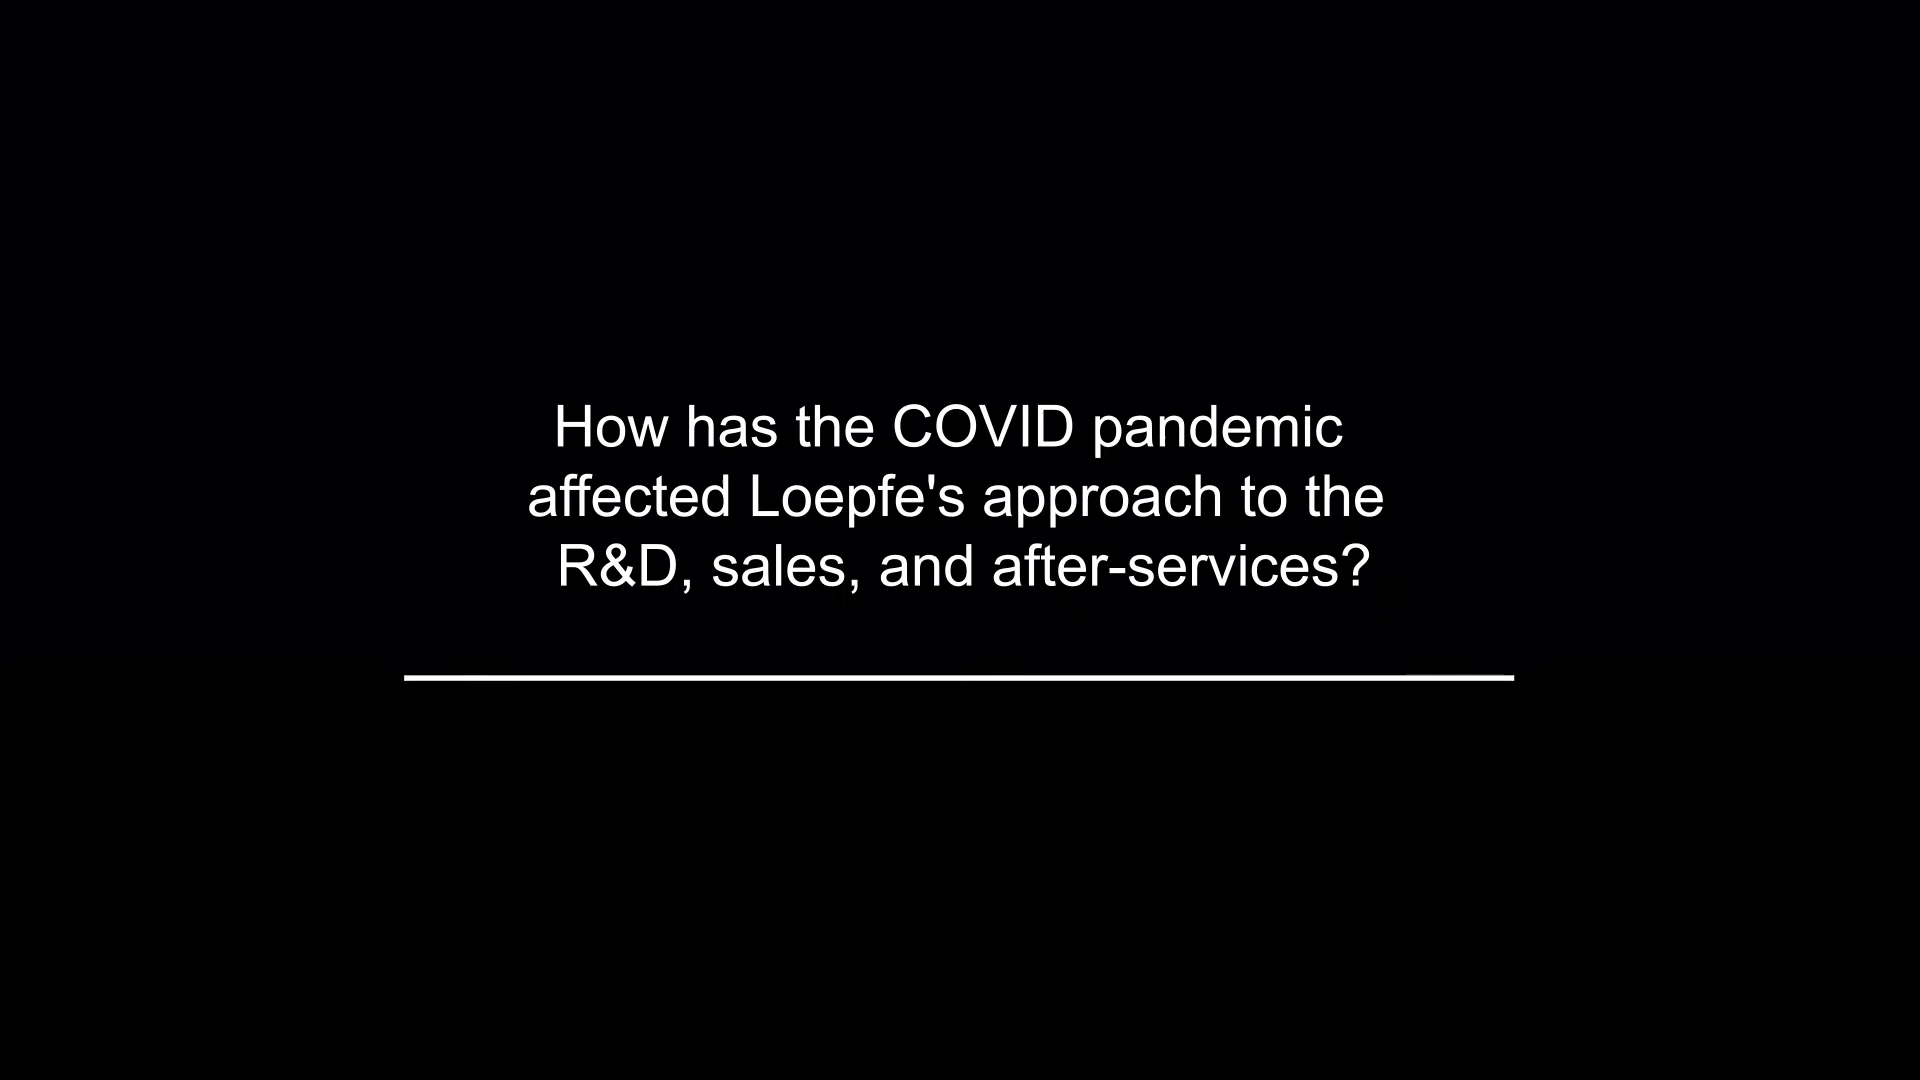 How has the COVID pandemic
affected Loepfe's approach to the
R&D, sales, and after-services?